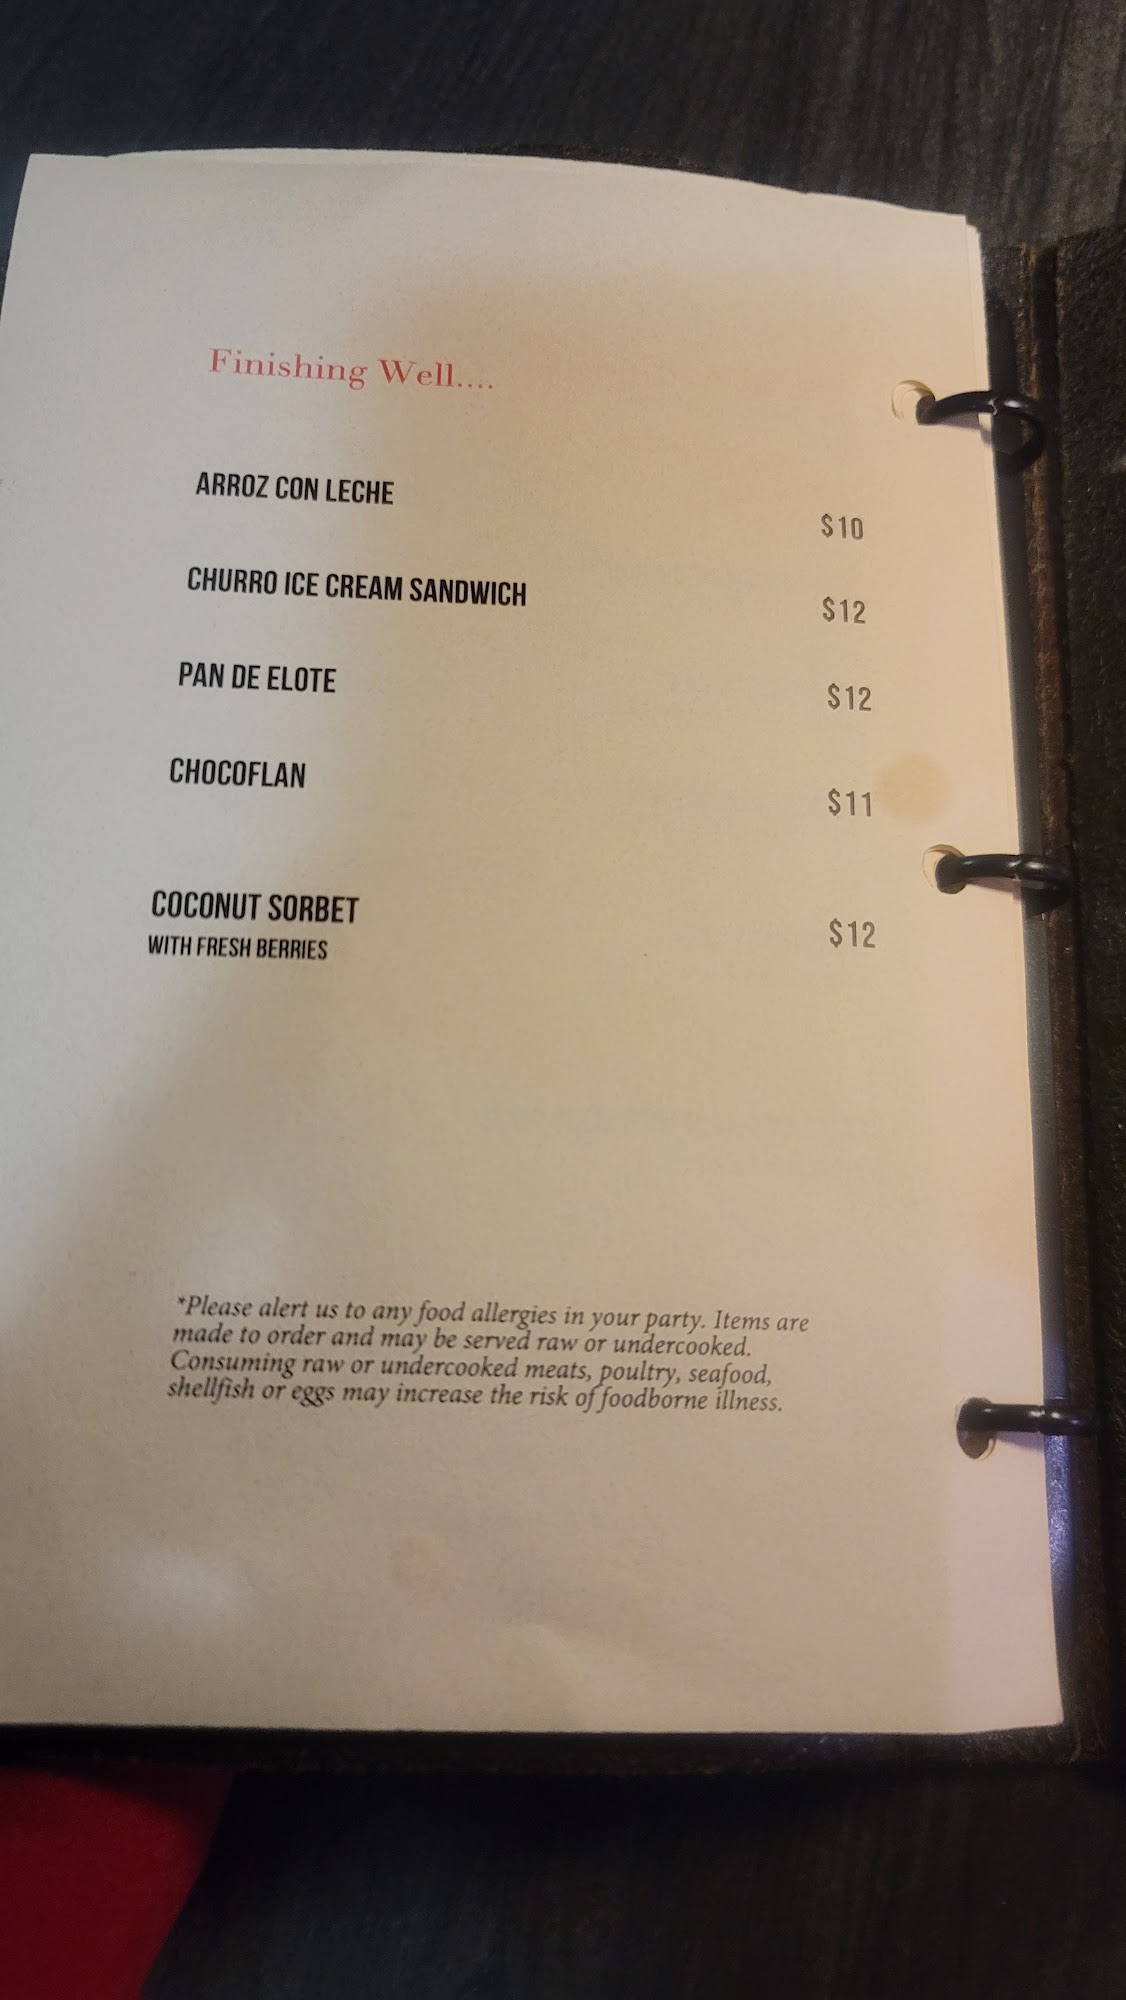 Finishing Well....
ARROZ CON LECHE
$10
CHURRO ICE CREAM SANDWICH
$12
PAN DE ELOTE
$12
CHOCOFLAN
$11
COCONUT SORBET
$12
WITH FRESH BERRIES
*Please alert us to any food allergies in your party. Items are
made to order and may be served raw or undercooked.
Consuming raw or undercooked meats, poultry, seafood,
shellfish or eggs may increase the risk of foodborne illness.